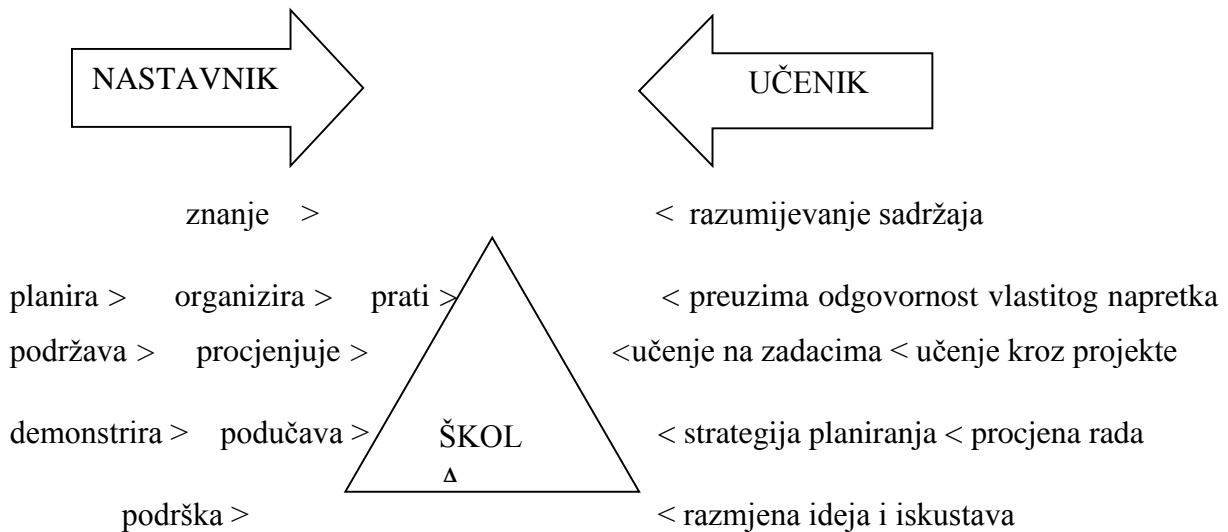 NASTAVNIK UČENIK
znanje > < razumijevanje sadržaja
planira > organizira > prati > < preuzima odgovornost vlastitog napretka
podržava > procjenjuje > <učenje na zadacima < učenje kroz projekte
demonstrira > podučava > ŠKOL < strategija planiranja < procjena rada
A
podrška > < razmjena ideja i iskustava